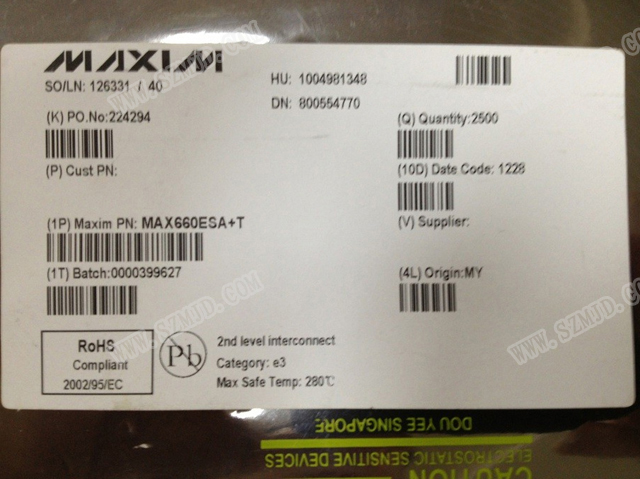 MAXIM
SO/LN: 126331 / 40
HU: 1004981348
DN: 800554770
(K) PO.No:224294
(Q) Quantity:2500
(P) Cust PN:
(10D) Date Code: 1228
(1P) Maxim PN: MAX660ESA+T
(V) Supplier:
(1T) Batch:0000399627
(4L) Origin:MY
RoHS
Compliant
2002/95/EC
Pb
2nd level interconnect
Category: e3
Max Safe Temp: 280℃
DOU YEE SINGAPORE
ELECTROSTATIC SENSITIVE DEVICES
CAUTION
WWW.SZMJD.COM
WWW.SZMJD.COM
WWW.SZMJD.COM